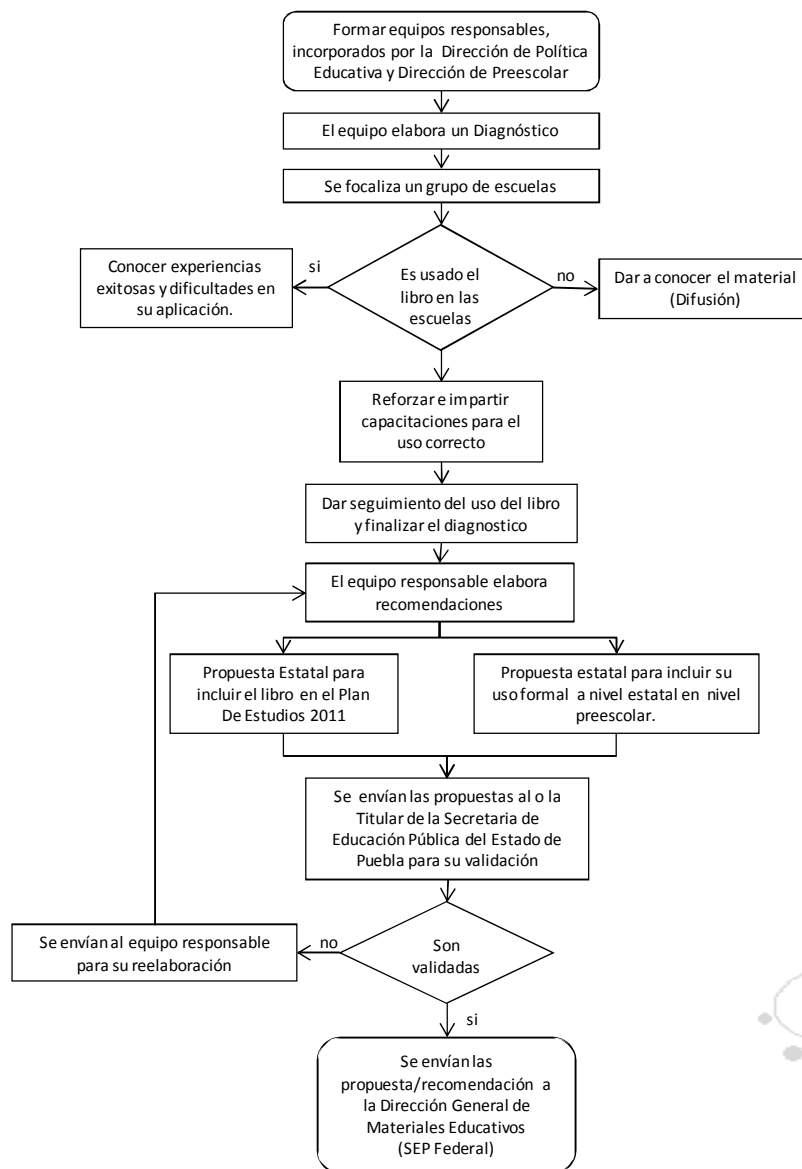 Formar equipos responsables,
incorporados por la Dirección de Política
Educativa y Dirección de Preescolar
El equipo elabora un Diagnóstico
Se focaliza un grupo de escuelas
Conocer experiencias
exitosas y dificultades en
su aplicación.
si
Es usado el
libro en las
escuelas
no
Dar a conocer el material
(Difusión)
Reforzar e impartir
capacitaciones para el
uso correcto
Dar seguimiento del uso del libro
y finalizar el diagnostico
El equipo responsable elabora
recomendaciones
Propuesta Estatal para
incluir el libro en el Plan
De Estudios 2011
Propuesta estatal para incluir su
uso formal a nivel estatal en nivel
preescolar.
Se envían las propuestas al o la
Titular de la Secretaria de
Educación Pública del Estado de
Puebla para su validación
Se envían al equipo responsable
para su reelaboración
no
Son
validadas
si
Se envían las
propuesta/recomendación a
la Dirección General de
Materiales Educativos
(SEP Federal)